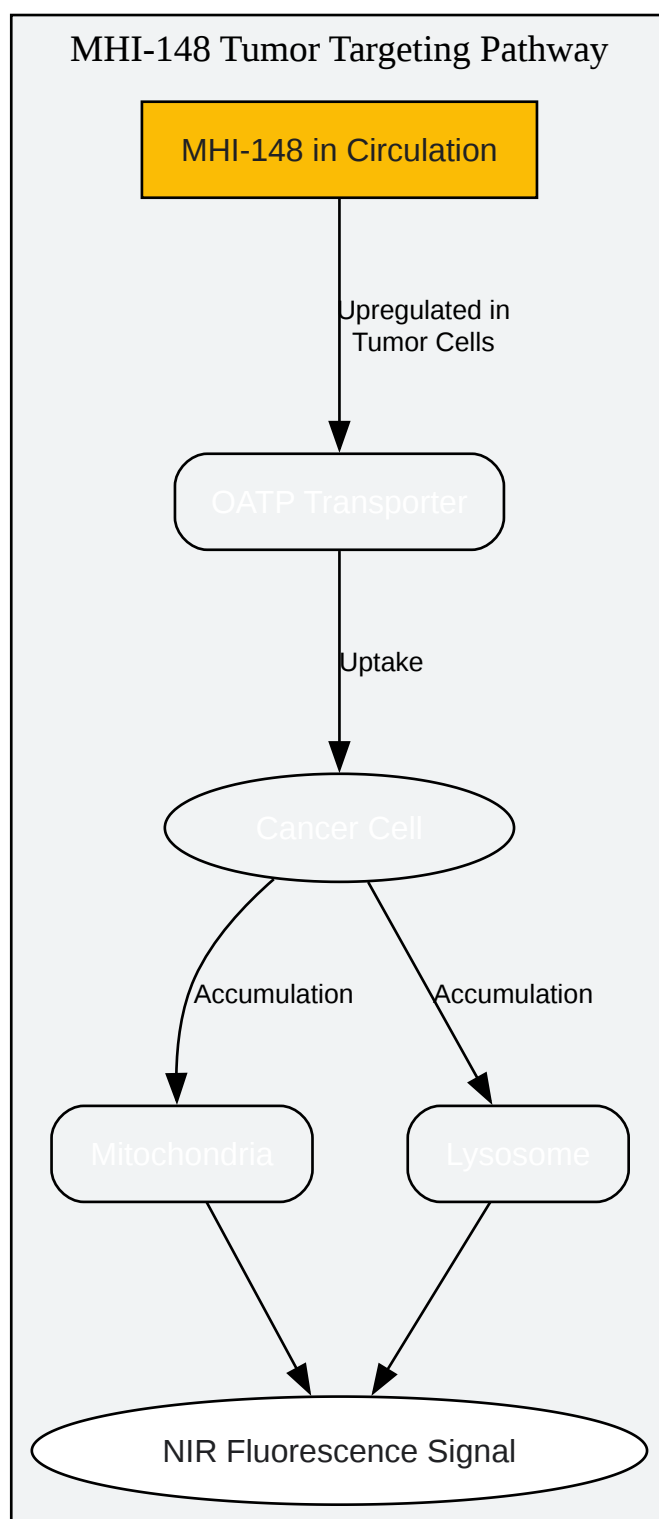 MHI-148 Tumor Targeting Pathway
MHI-148 in Circulation
Upregulated in
Tumor Cells
OATP Transporter
Uptake
Cancer Cell
Accumulation
Accumulation
Mitochondria
Lysosome
NIR Fluorescence Signal